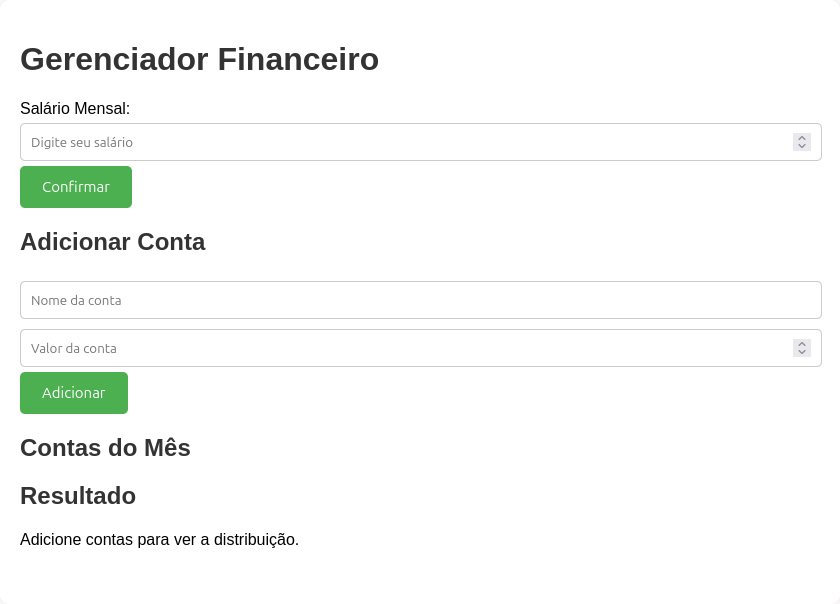 Gerenciador Financeiro
Salário Mensal:
Digite seu salário
Confirmar
Adicionar Conta
Nome da conta
Valor da conta
Adicionar
Contas do Mês
Resultado
Adicione contas para ver a distribuição.